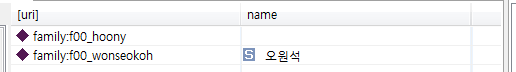 [uri] name
family:f00_hoony
family:f00_wonseokoh S 오원석